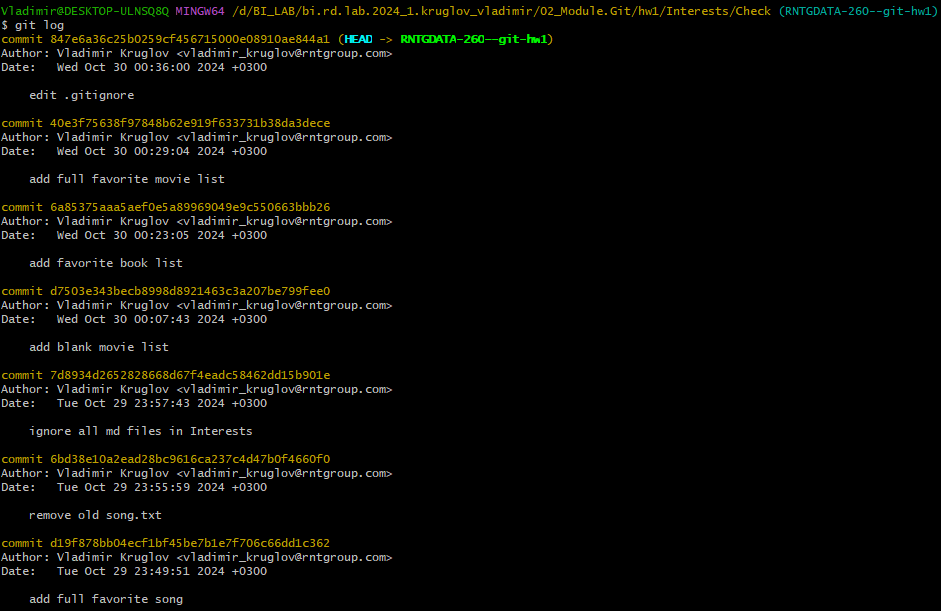 Vladimir@DESKTOP-ULNSQ8Q MINGW64 /d/BI_LAB/bi.rd.lab.2024_1.kruglov_vladimir/02_Module.Git/hw1/Interests/Check (RNTGDATA-260--git-hw1)
$ git log
commit 847e6a36c25b0259cf456715000e08910ae844a1 (HEAD -> RNTGDATA-260--git-hw1)
Author: Vladimir Kruglov <vladimir_kruglov@rntgroup.com>
Date:   Wed Oct 30 00:36:00 2024 +0300
    edit .gitignore
commit 40e3f75638f97848b62e919f633731b38da3dece
Author: Vladimir Kruglov <vladimir_kruglov@rntgroup.com>
Date:   Wed Oct 30 00:29:04 2024 +0300
    add full favorite movie list
commit 6a85375aaa5aef0e5a89969049e9c550663bbb26
Author: Vladimir Kruglov <vladimir_kruglov@rntgroup.com>
Date:   Wed Oct 30 00:23:05 2024 +0300
    add favorite book list
commit d7503e343becb8998d8921463c3a207be799fee0
Author: Vladimir Kruglov <vladimir_kruglov@rntgroup.com>
Date:   Wed Oct 30 00:07:43 2024 +0300
    add blank movie list
commit 7d8934d2652828668d67f4eadc58462dd15b901e
Author: Vladimir Kruglov <vladimir_kruglov@rntgroup.com>
Date:   Tue Oct 29 23:57:43 2024 +0300
    ignore all md files in Interests
commit 6bd38e10a2ead28bc9616ca237c4d47b0f4660f0
Author: Vladimir Kruglov <vladimir_kruglov@rntgroup.com>
Date:   Tue Oct 29 23:55:59 2024 +0300
    remove old song.txt
commit d19f878bb04ecf1bf45be7b1e7f706c66dd1c362
Author: Vladimir Kruglov <vladimir_kruglov@rntgroup.com>
Date:   Tue Oct 29 23:49:51 2024 +0300
    add full favorite song